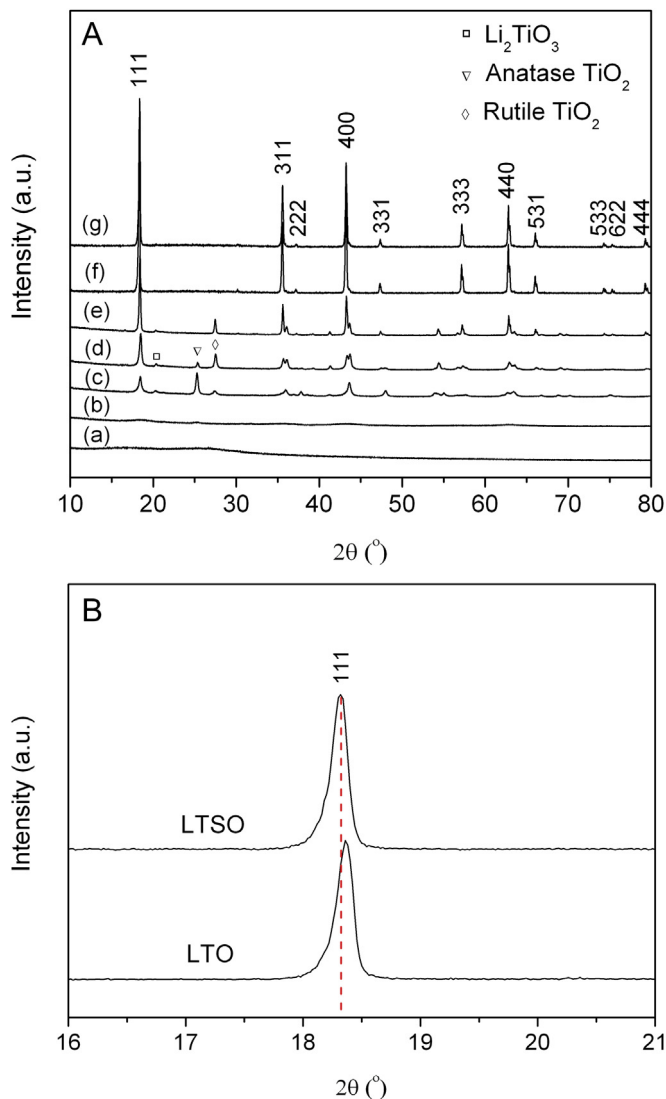 A
□ Li₂TiO₃
▽ Anatase TiO₂
◇ Rutile TiO₂
111
311
222
400
331
333
440
531
533
622
444
(g)
(f)
(e)
(d)
(c)
(b)
(a)
Intensity (a.u.)
10 20 30 40 50 60 70 80
2θ (°)
B
111
LTSO
LTO
Intensity (a.u.)
16 17 18 19 20 21
2θ (°)